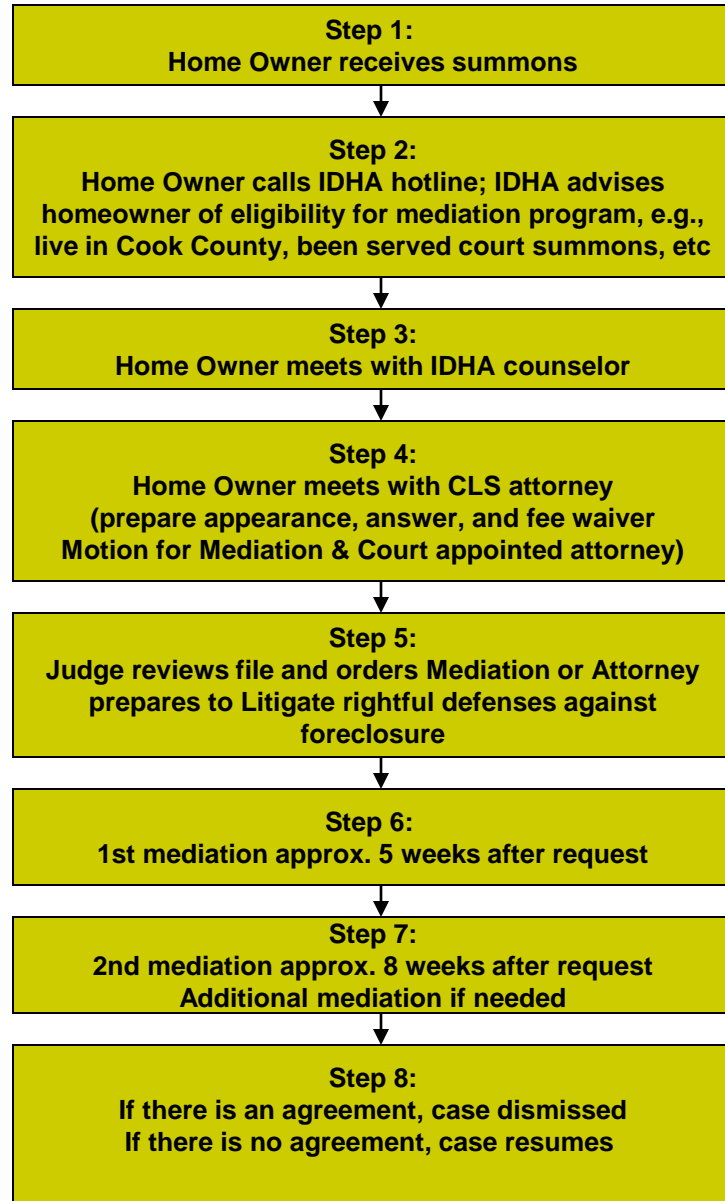 Step 1:
Home Owner receives summons
Step 2:
Home Owner calls IDHA hotline; IDHA advises
homeowner of eligibility for mediation program, e.g.,
live in Cook County, been served court summons, etc
Step 3:
Home Owner meets with IDHA counselor
Step 4:
Home Owner meets with CLS attorney
(prepare appearance, answer, and fee waiver
Motion for Mediation & Court appointed attorney)
Step 5:
Judge reviews file and orders Mediation or Attorney
prepares to Litigate rightful defenses against
foreclosure
Step 6:
1st mediation approx. 5 weeks after request
Step 7:
2nd mediation approx. 8 weeks after request
Additional mediation if needed
Step 8:
If there is an agreement, case dismissed
If there is no agreement, case resumes